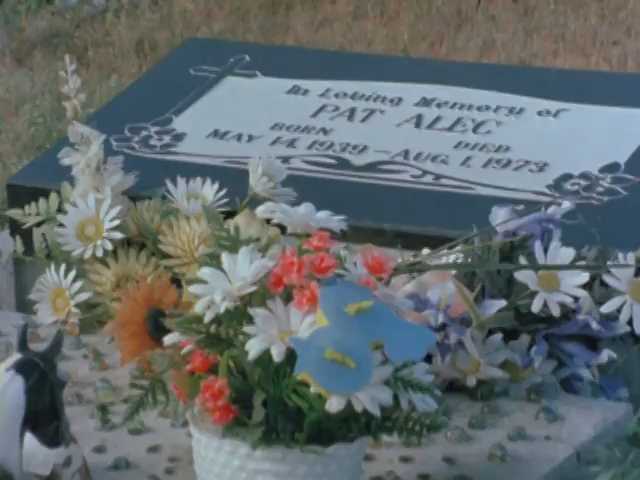 In Loving Memory of
PAT ALEC
BORN DIED
MAY 14, 1939 – AUG. 1, 1973